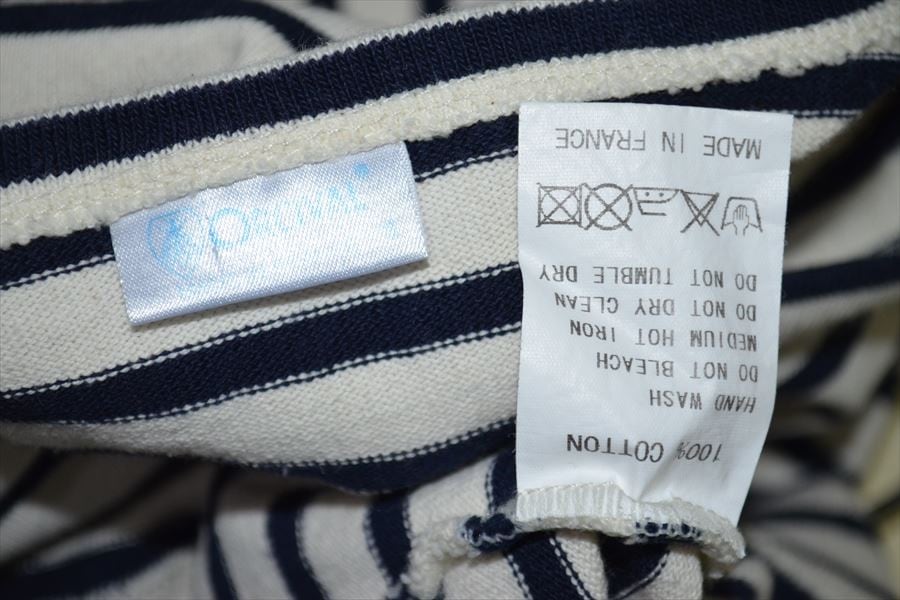 100% COTTON
HAND WASH
DO NOT BLEACH
MEDIUM HOT IRON
DO NOT DRY CLEAN
DO NOT TUMBLE DRY
MADE IN FRANCE